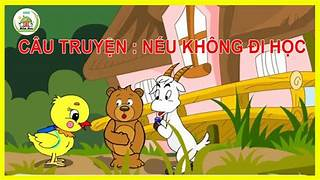 CÂU TRUYỆN : NẾU KHÔNG ĐI HỌC